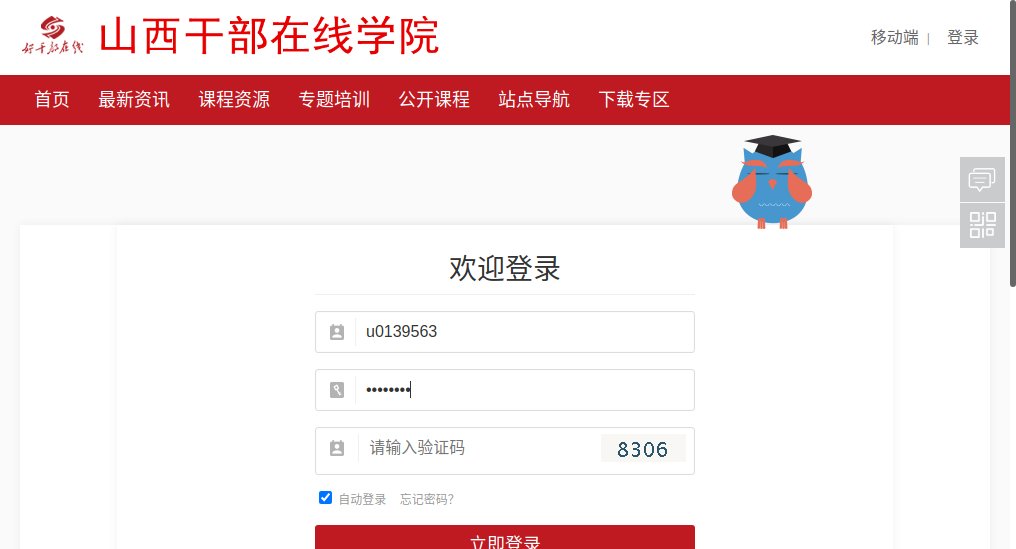 好干部在线
山西干部在线学院
移动端 | 登录
首页 最新资讯 课程资源 专题培训 公开课程 站点导航 下载专区
欢迎登录
u0139563
••••••••
请输入验证码 8306
自动登录 忘记密码?
立即登录